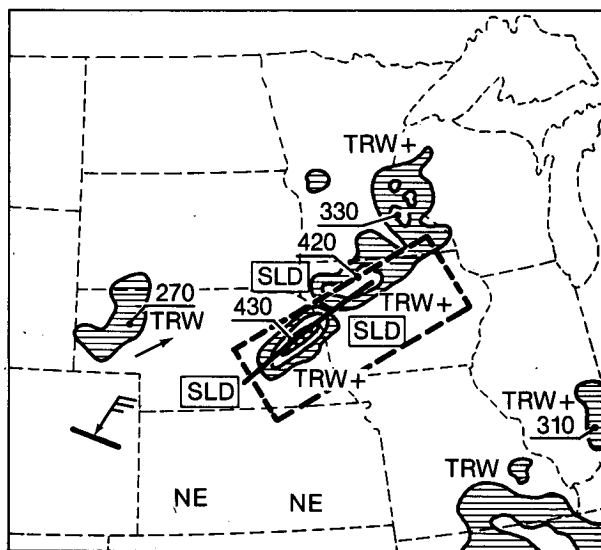 TRW+
330
420
SLD
270
TRW
430
TRW+
SLD
SLD
TRW+
TRW+
310
TRW
NE
NE